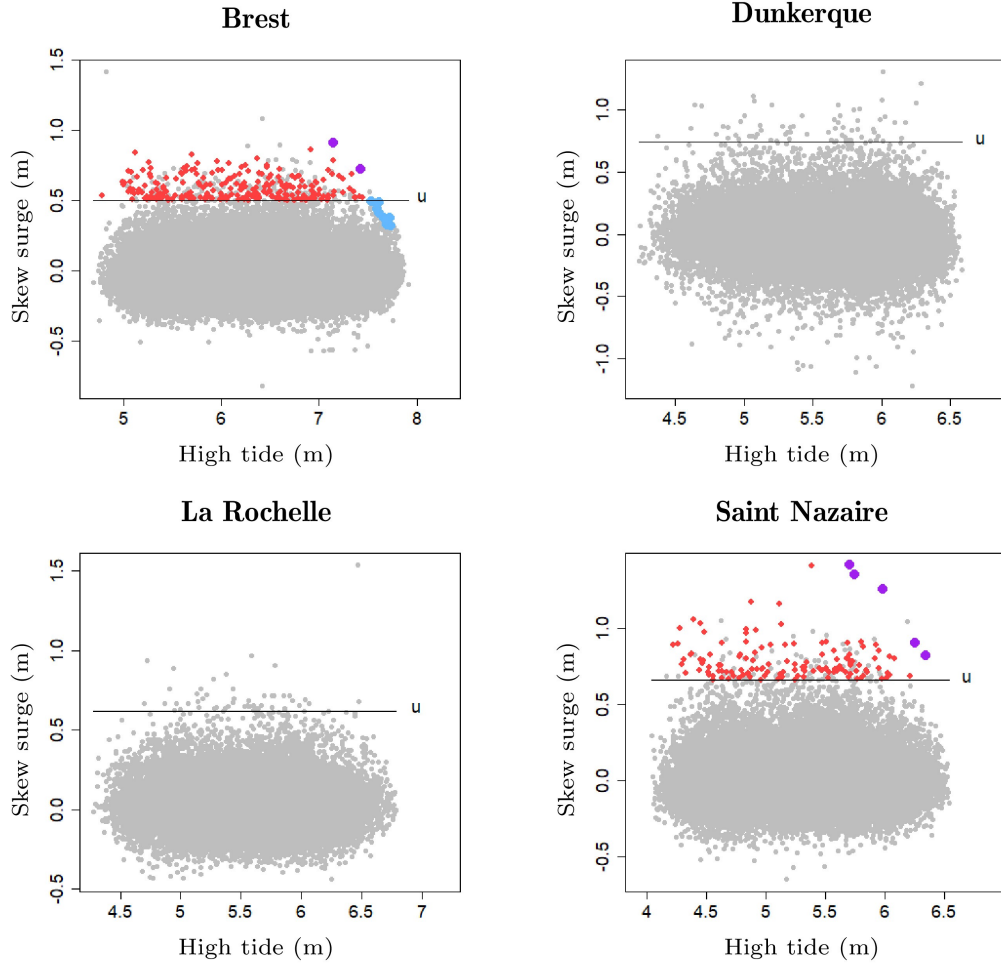 Brest
Skew surge (m)
1.5
1.0
0.5
0.0
-0.5
u
5 6 7 8
High tide (m)
Dunkerque
Skew surge (m)
1.0
0.5
0.0
-0.5
-1.0
u
4.5 5 5.5 6 6.5
High tide (m)
La Rochelle
Skew surge (m)
1.5
1.0
0.5
0.0
-0.5
u
4.5 5 5.5 6 6.5 7
High tide (m)
Saint Nazaire
Skew surge (m)
1.0
0.5
0.0
-0.5
u
4 4.5 5 5.5 6 6.5
High tide (m)